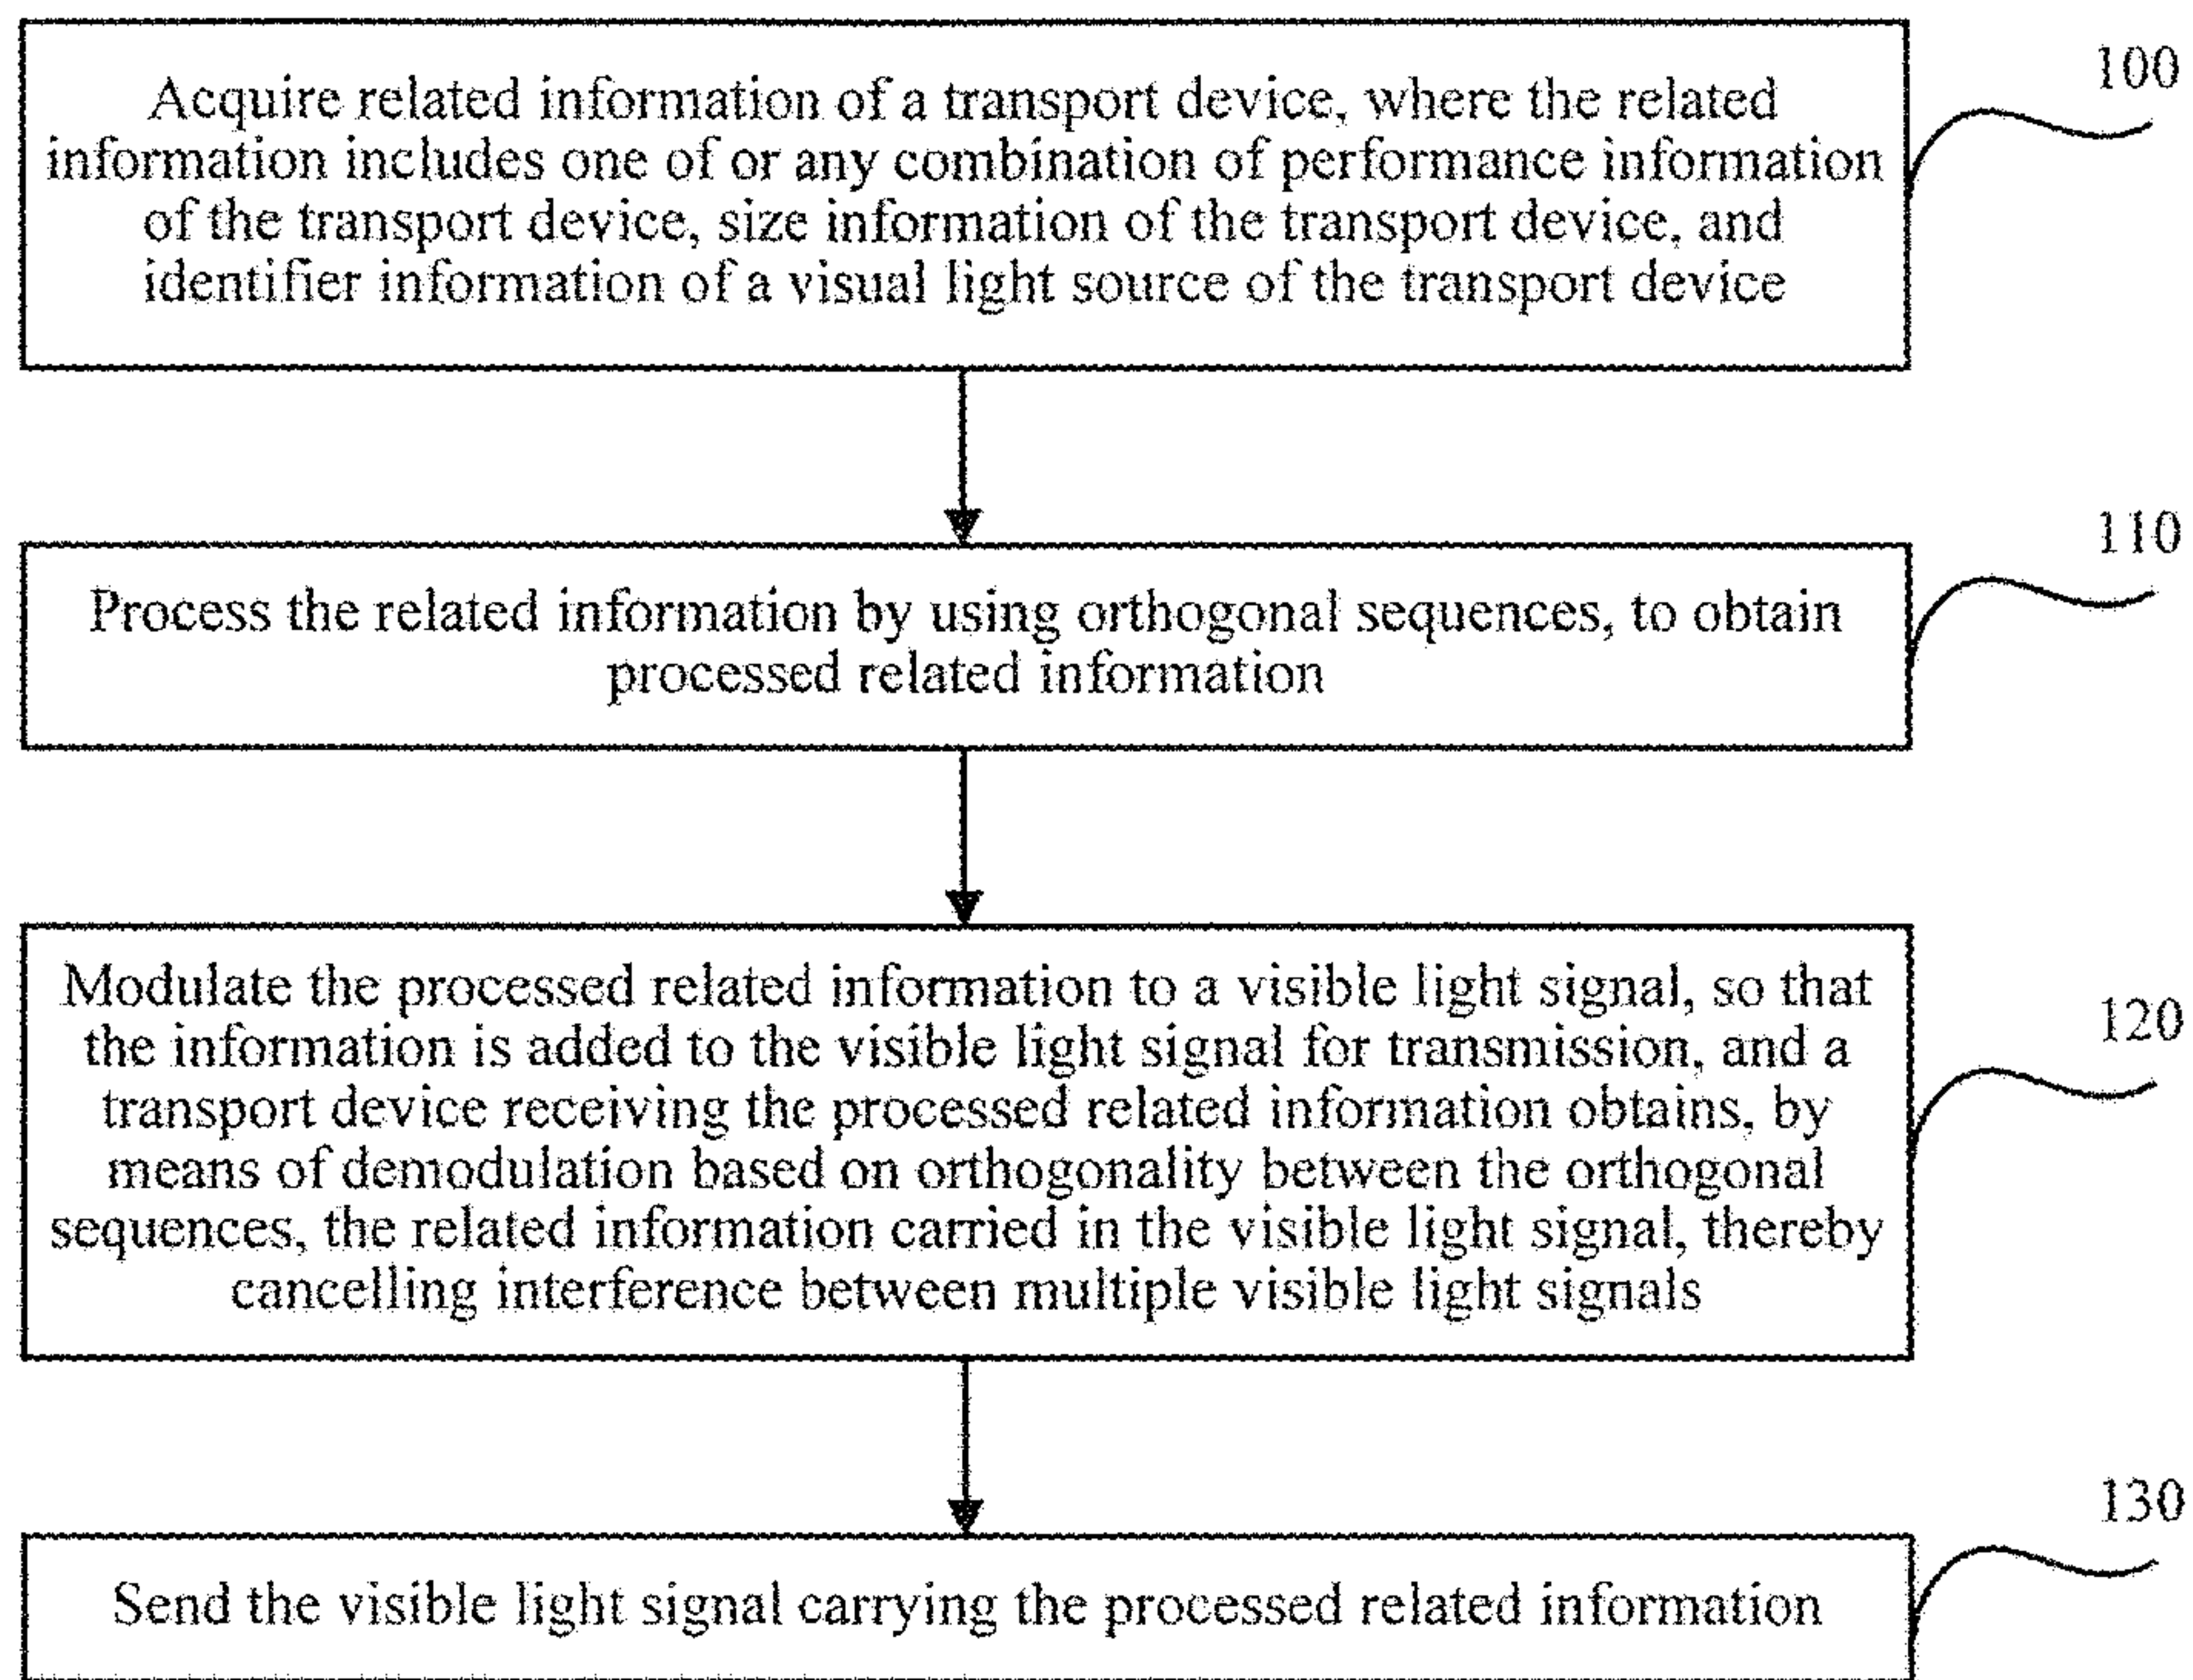 100
Acquire related information of a transport device, where the related
information includes one of or any combination of performance information
of the transport device, size information of the transport device, and
identifier information of a visual light source of the transport device
110
Process the related information by using orthogonal sequences, to obtain
processed related information
120
Modulate the processed related information to a visible light signal, so that
the information is added to the visible light signal for transmission, and a
transport device receiving the processed related information obtains, by
means of demodulation based on orthogonality between the orthogonal
sequences, the related information carried in the visible light signal, thereby
cancelling interference between multiple visible light signals
130
Send the visible light signal carrying the processed related information